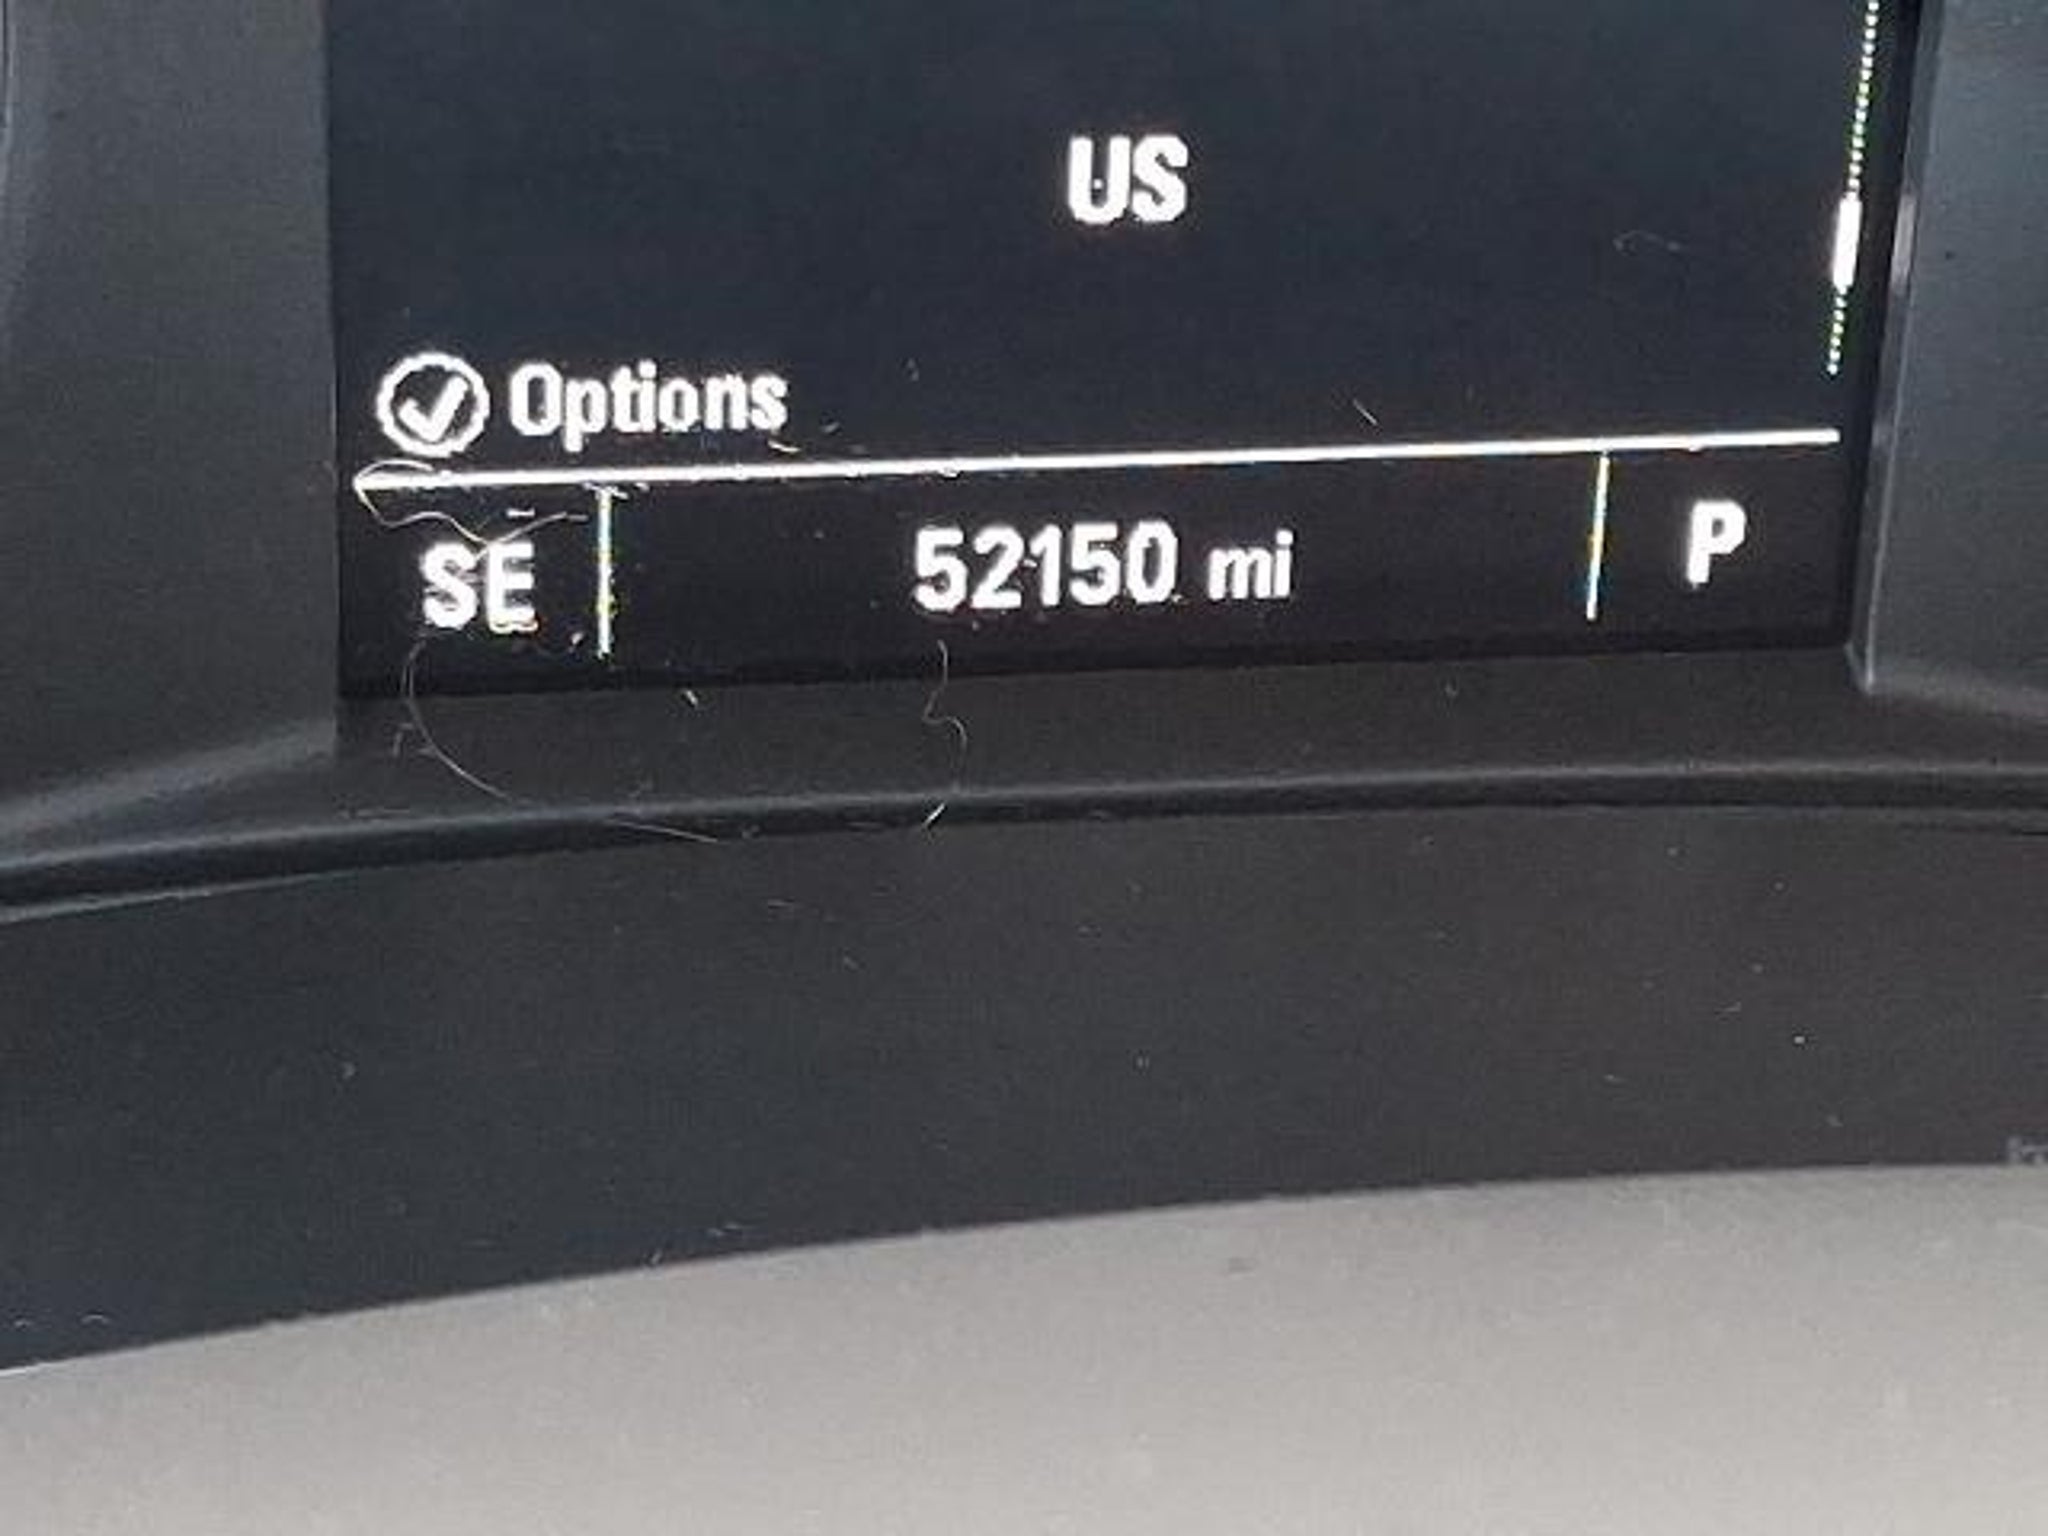 US
Options
SE 52150 mi P